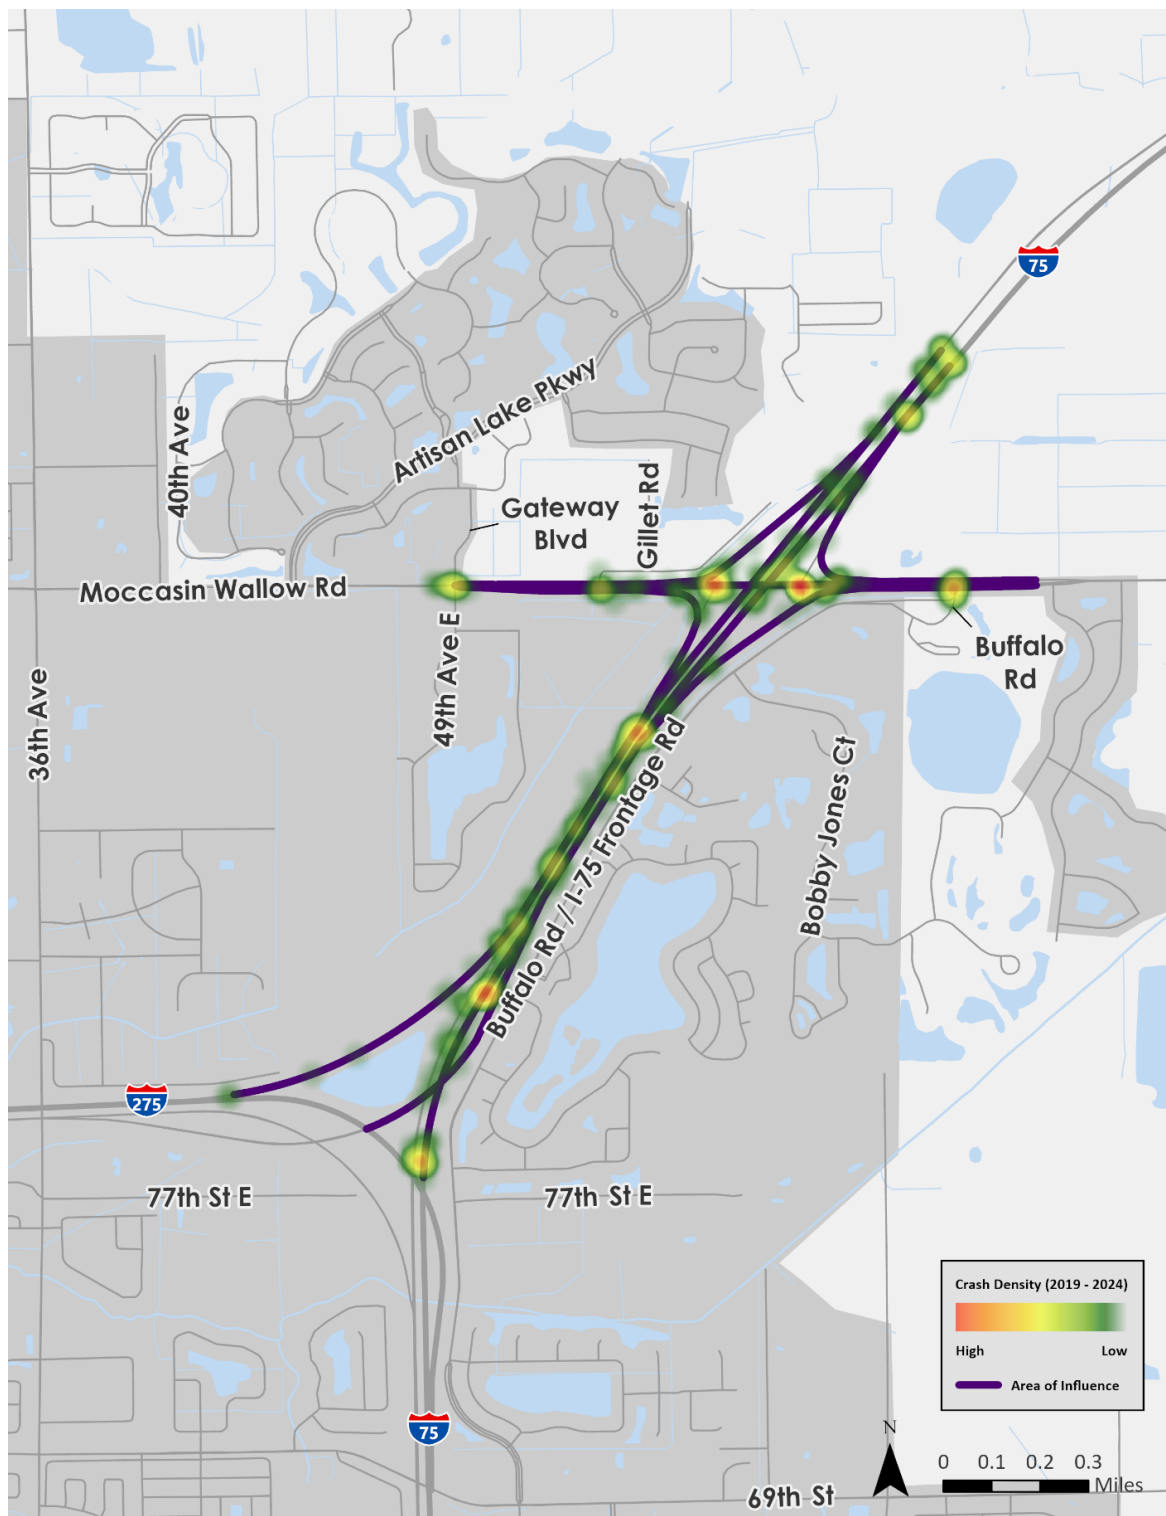 75
40th Ave
Artisan Lake Pkwy
Gateway
Blvd
Gillet Rd
Moccasin Wallow Rd
Buffalo
Rd
36th Ave
49th Ave E
Buffalo Rd / I-75 Frontage Rd
Bobby Jones Ct
275
77th St E
77th St E
Crash Density (2019 - 2024)
High
Low
Area of Influence
75
N
0
0.1
0.2
0.3
Miles
69th St